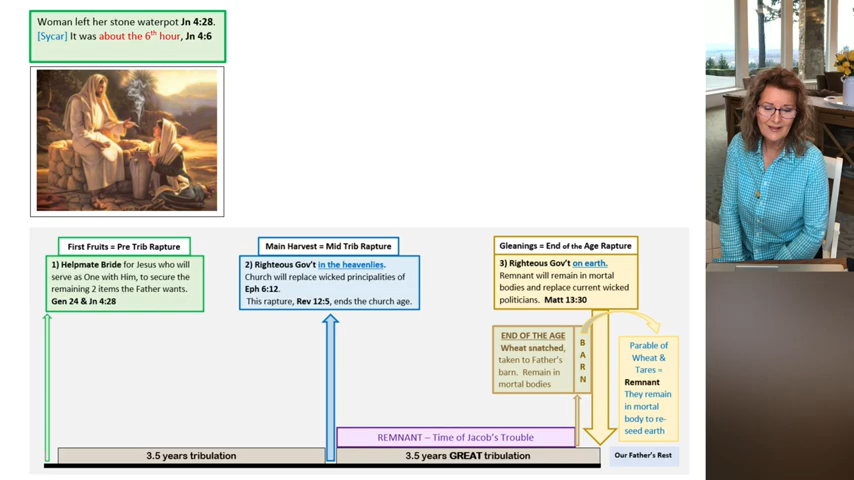 Woman left her stone waterpot Jn 4:28.
[Sycar] It was about the 6th hour, Jn 4:6
First Fruits = Pre Trib Rapture
1) Helpmate Bride for Jesus who will
serve as One with Him, to secure the
remaining 2 items the Father wants.
Gen 24 & Jn 4:28
Main Harvest = Mid Trib Rapture
2) Righteous Gov't in the heavenlies.
Church will replace wicked principalities of
Eph 6:12.
This rapture, Rev 12:5, ends the church age.
Gleanings = End of the Age Rapture
3) Righteous Gov't on earth.
Remnant will remain in mortal
bodies and replace current wicked
politicians. Matt 13:30
END OF THE AGE
Wheat snatched,
taken to Father's
barn. Remain in
mortal bodies
B
A
R
N
Parable of
Wheat &
Tares =
Remnant
They remain
in mortal
body to re-
seed earth
REMNANT – Time of Jacob's Trouble
3.5 years tribulation
3.5 years GREAT tribulation
Our Father's Rest